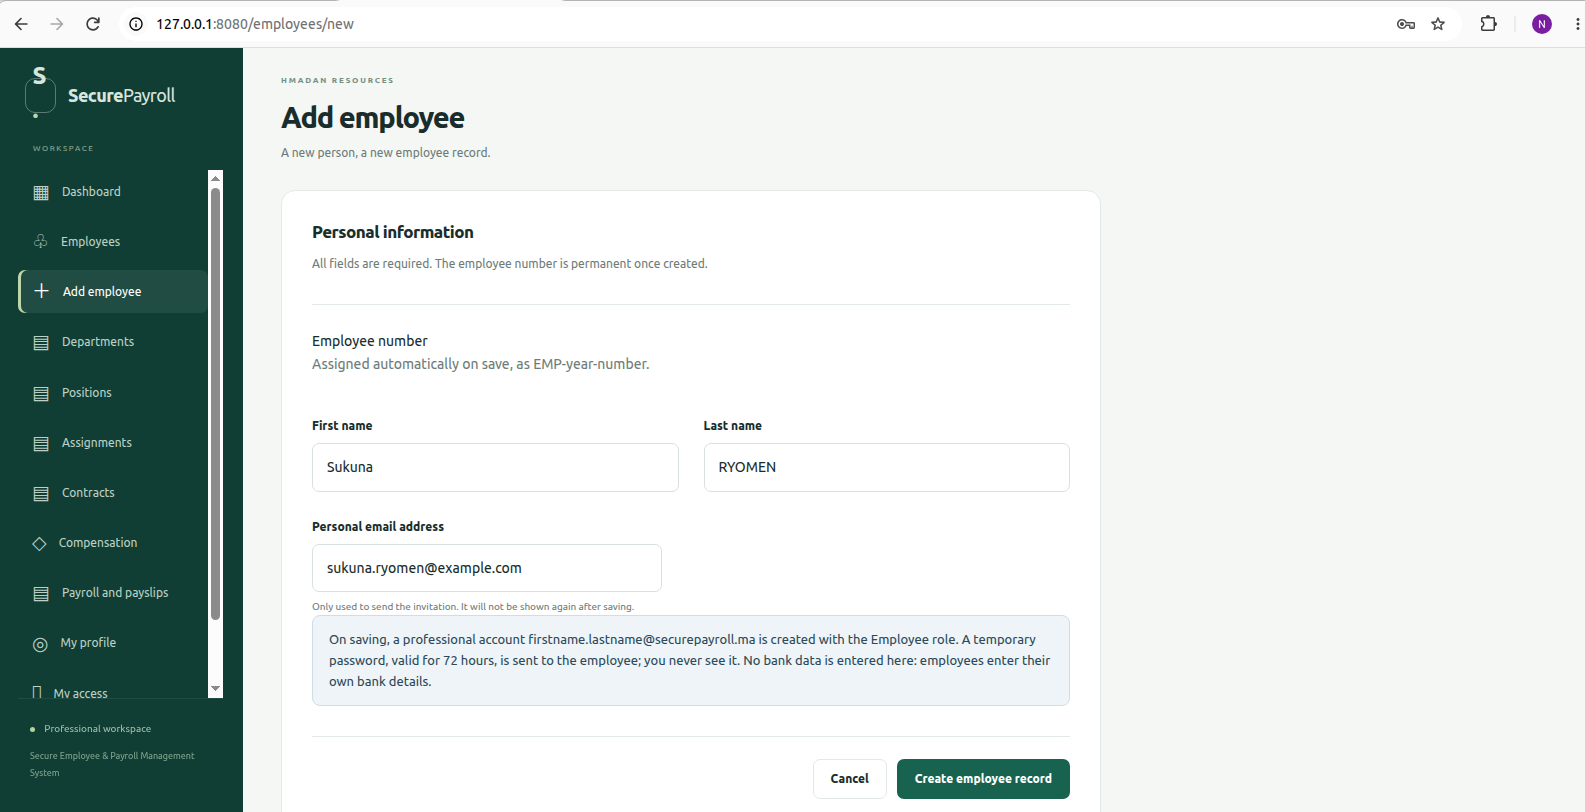 127.0.0.1:8080/employees/new
N
S
SecurePayroll
WORKSPACE
Dashboard
Employees
Add employee
Departments
Positions
Assignments
Contracts
Compensation
Payroll and payslips
My profile
My access
Professional workspace
Secure Employee & Payroll Management
System
HMADAN RESOURCES
Add employee
A new person, a new employee record.
Personal information
All fields are required. The employee number is permanent once created.
Employee number
Assigned automatically on save, as EMP-year-number.
First name
Last name
Sukuna
RYOMEN
Personal email address
sukuna.ryomen@example.com
Only used to send the invitation. It will not be shown again after saving.
On saving, a professional account firstname.lastname@securepayroll.ma is created with the Employee role. A temporary
password, valid for 72 hours, is sent to the employee; you never see it. No bank data is entered here: employees enter their
own bank details.
Cancel
Create employee record